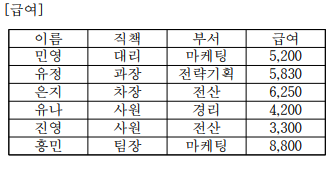 [급여]
이름 직책 부서 급여
민영 대리 마케팅 5,200
유정 과장 전략기획 5,830
은지 차장 전산 6,250
유나 사원 경리 4,200
진영 사원 전산 3,300
홍민 팀장 마케팅 8,800